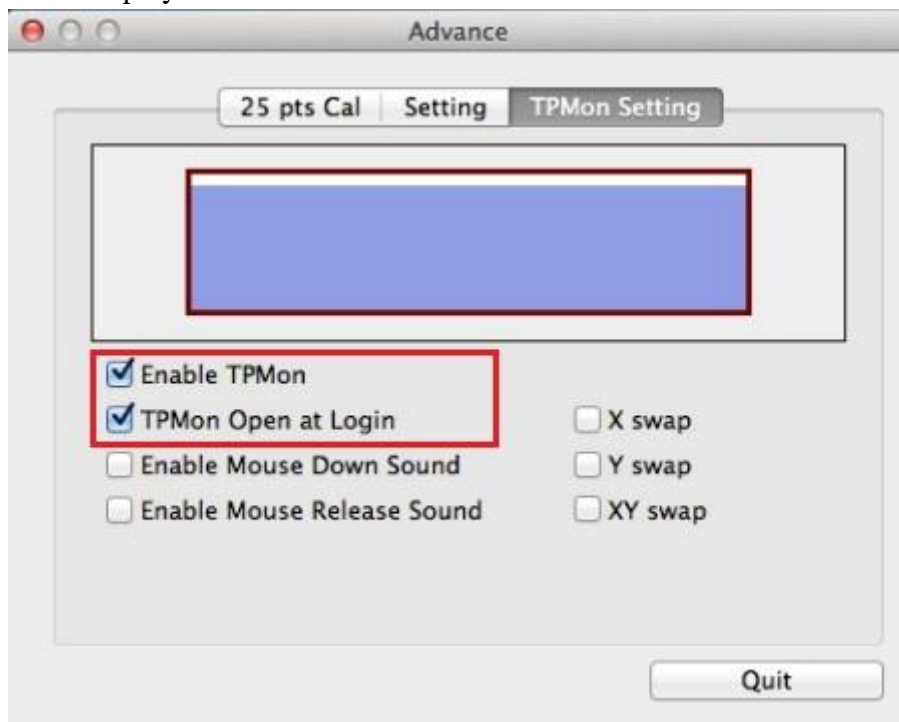 Advance
25 pts Cal Setting TPMon Setting
Enable TPMon
TPMon Open at Login X swap
Enable Mouse Down Sound Y swap
Enable Mouse Release Sound XY swap
Quit